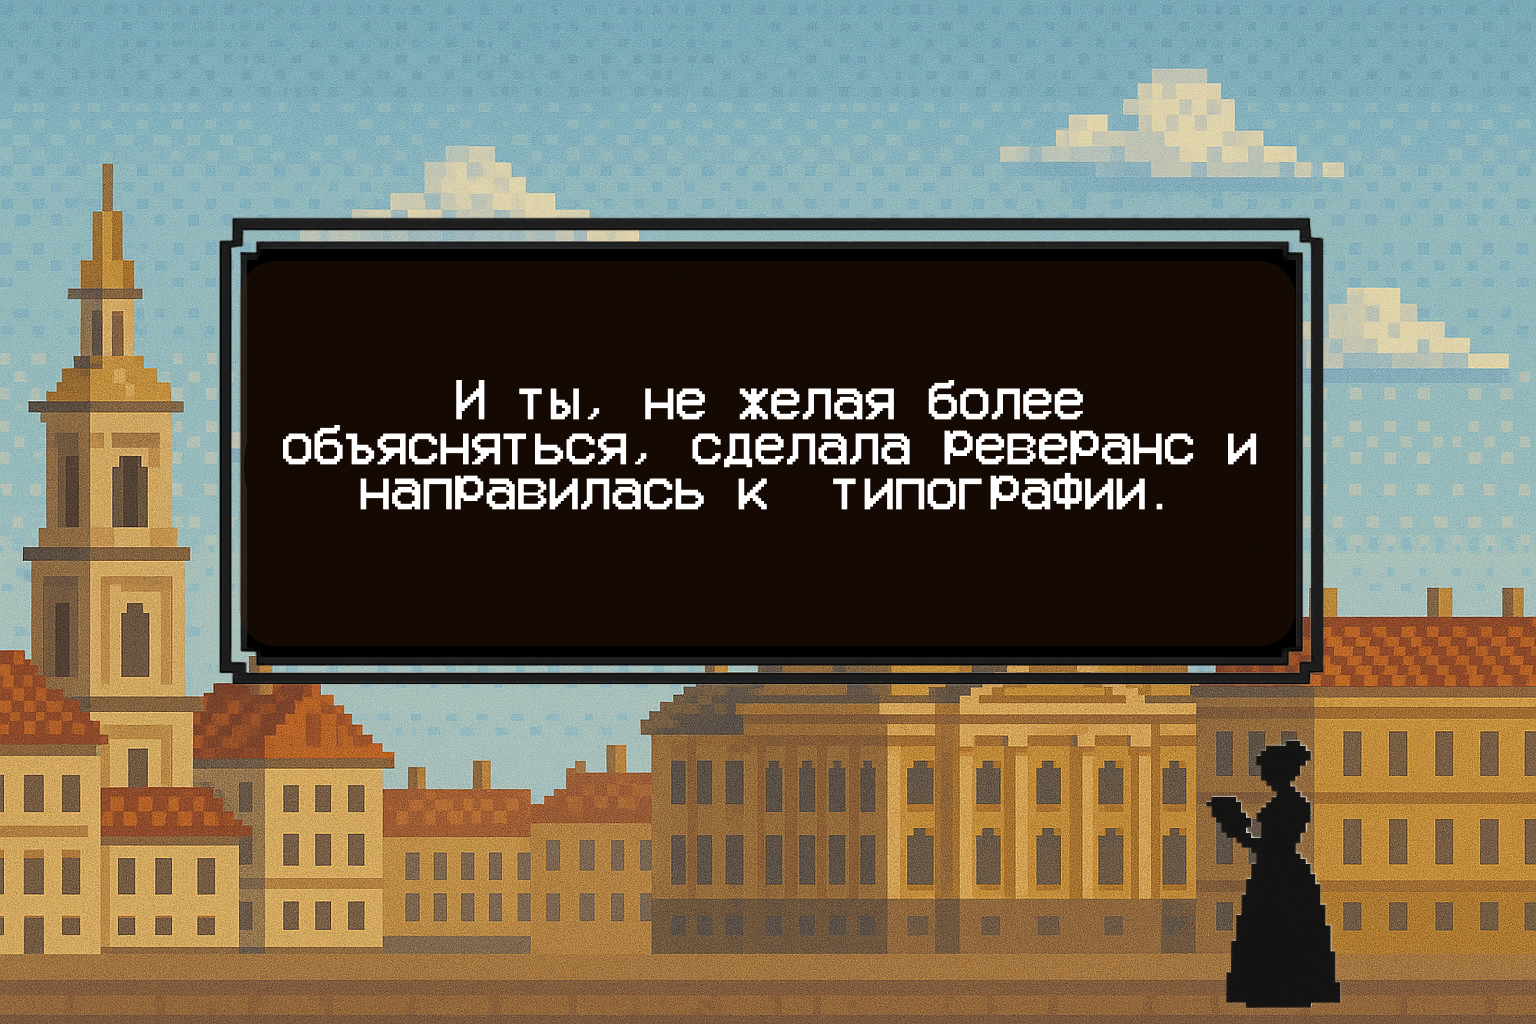 И ты, не желая более
объясняться, сделала реверанс и
направилась к  типографии.